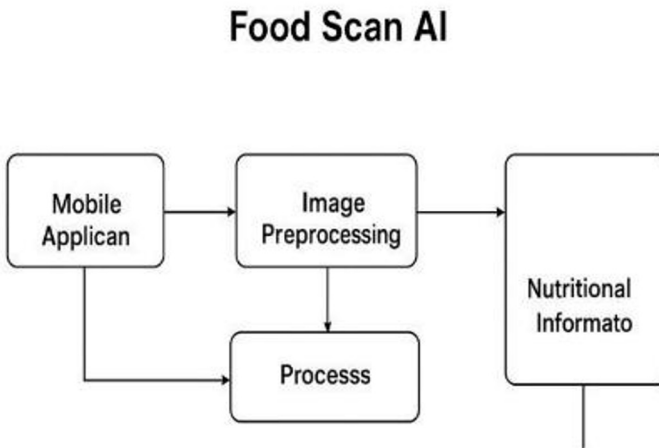 Food Scan AI
Mobile
Applican
Image
Preprocessing
Nutritional
Informato
Processs